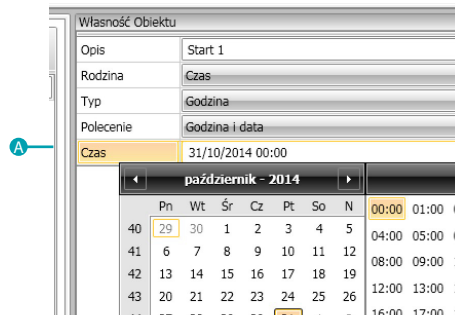 Własność Obiektu
Opis Start 1
Rodzina Czas
Typ Godzina
Polecenie Godzina i data
A
Czas 31/10/2014 00:00
październik - 2014
Pn Wt Śr Cz Pt So N
00:00 01:00
40 29 30 1 2 3 4 5
04:00 05:00
41 6 7 8 9 10 11 12
08:00 09:00
42 13 14 15 16 17 18 19
12:00 13:00
43 20 21 22 23 24 25 26
16:00 17:00